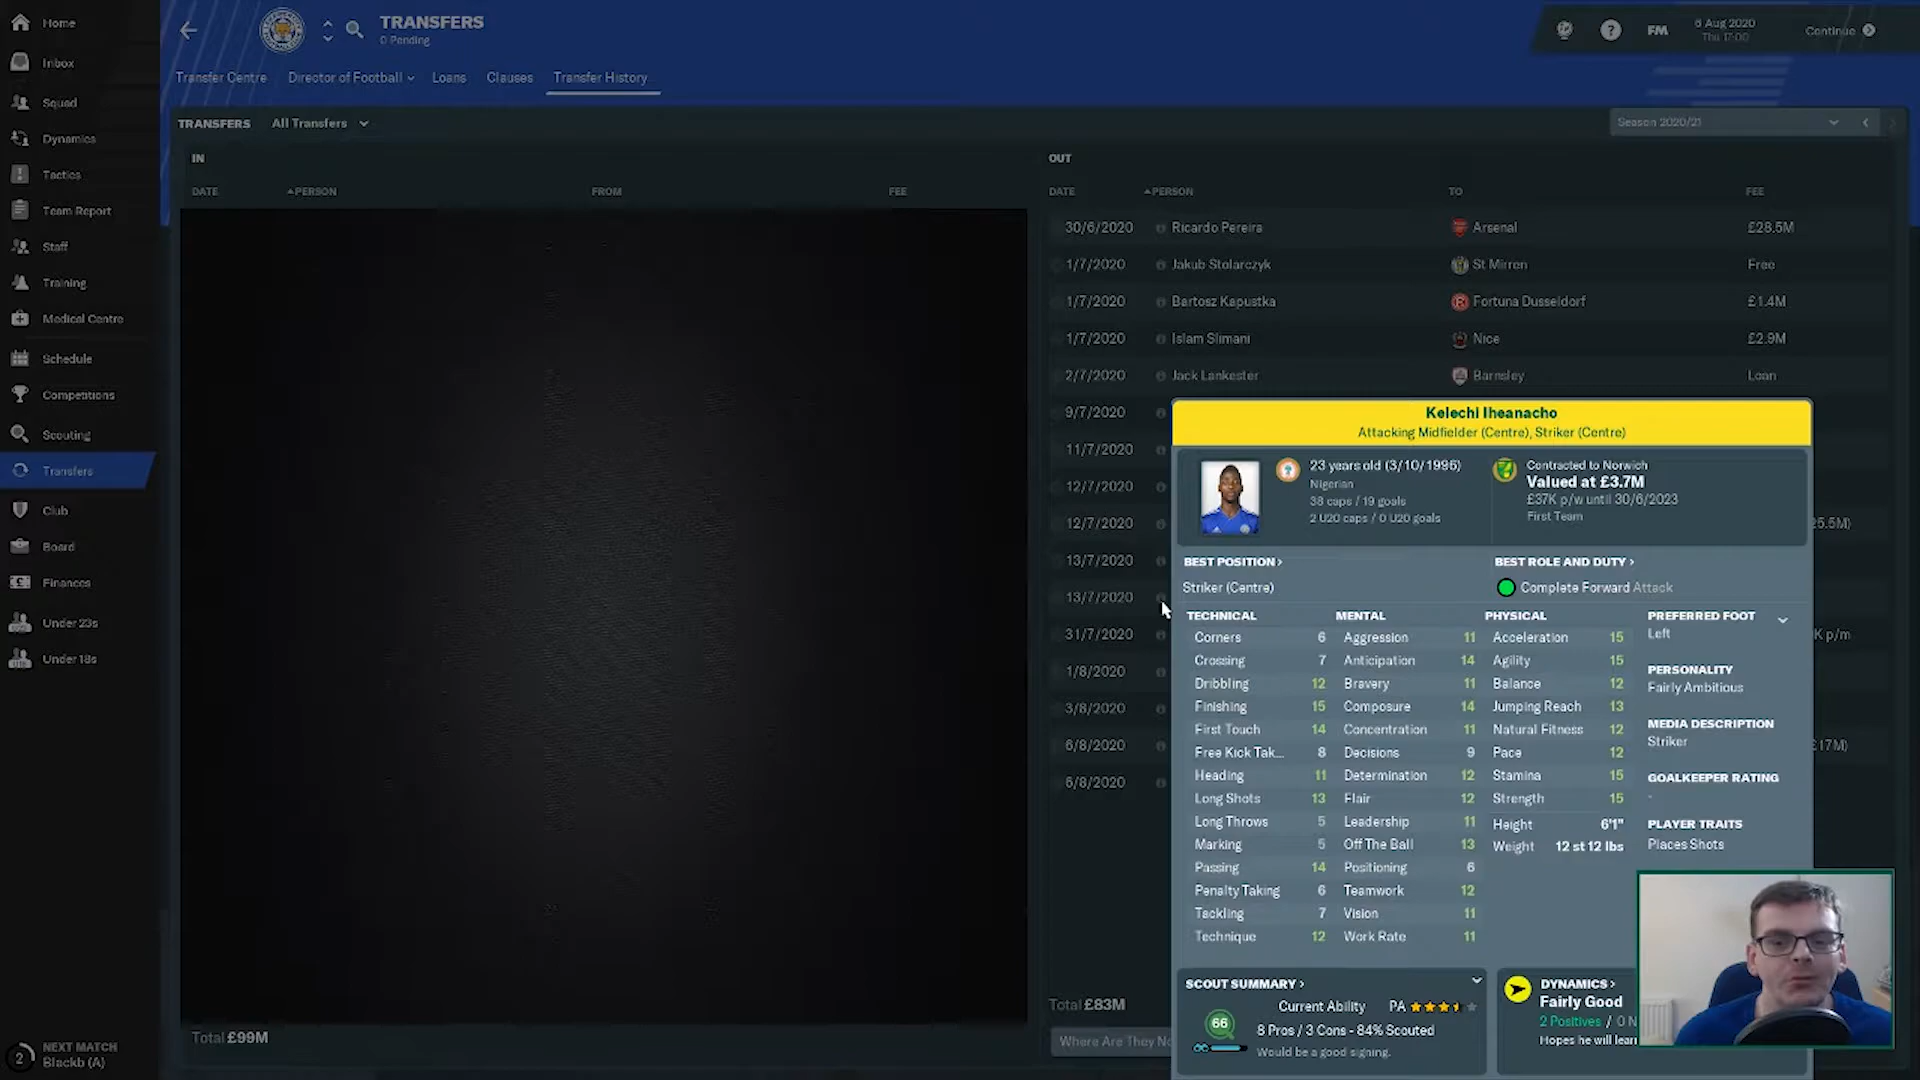 Home
Inbox
Squad
Dynamics
Tactics
Team Report
Staff
Training
Medical Centre
Schedule
Competitions
Scouting
Transfers
Club
Board
Finances
Under 23s
Under 18s
2
NEXT MATCH
Blackb (A)
TRANSFERS
0 Pending
?
FM
6 Aug 2020
Thu 17:00
Continue
Transfer Centre
Director of Football
Loans
Clauses
Transfer History
TRANSFERS
All Transfers
Season 2020/21
IN
DATE PERSON FROM FEE
Total £99M
OUT
DATE PERSON TO FEE
30/6/2020 Ricardo Pereira Arsenal £28.5M
1/7/2020 Jakub Stolarczyk St Mirren Free
1/7/2020 Bartosz Kapustka Fortuna Dusseldorf £1.4M
1/7/2020 Islam Slimani Nice £2.9M
2/7/2020 Jack Lankester Barnsley Loan
9/7/2020
11/7/2020
12/7/2020
12/7/2020
13/7/2020
13/7/2020
31/7/2020 K p/m
1/8/2020
3/8/2020
6/8/2020 £17M)
6/8/2020
Total £83M
Where Are They No
Kelechi Iheanacho
Attacking Midfielder (Centre), Striker (Centre)
23 years old (3/10/1996)
Nigerian
38 caps / 19 goals
2 U20 caps / 0 U20 goals
Contracted to Norwich
Valued at £3.7M
£37K p/w until 30/6/2023
First Team
BEST POSITION >
Striker (Centre)
BEST ROLE AND DUTY >
Complete Forward Attack
TECHNICAL
Corners 6
Crossing 7
Dribbling 12
Finishing 15
First Touch 14
Free Kick Tak... 8
Heading 11
Long Shots 13
Long Throws 5
Marking 5
Passing 14
Penalty Taking 6
Tackling 7
Technique 12
MENTAL
Aggression 11
Anticipation 14
Bravery 11
Composure 14
Concentration 11
Decisions 9
Determination 12
Flair 12
Leadership 11
Off The Ball 13
Positioning 6
Teamwork 12
Vision 11
Work Rate 11
PHYSICAL
Acceleration 15
Agility 15
Balance 12
Jumping Reach 13
Natural Fitness 12
Pace 12
Stamina 15
Strength 15
Height 6'1"
Weight 12 st 12 lbs
PREFERRED FOOT
Left
PERSONALITY
Fairly Ambitious
MEDIA DESCRIPTION
Striker
GOALKEEPER RATING
-
PLAYER TRAITS
Places Shots
SCOUT SUMMARY >
66
Current Ability PA
8 Pros / 3 Cons - 84% Scouted
Would be a good signing.
DYNAMICS >
Fairly Good
2 Positives / 0 N
Hopes he will lear